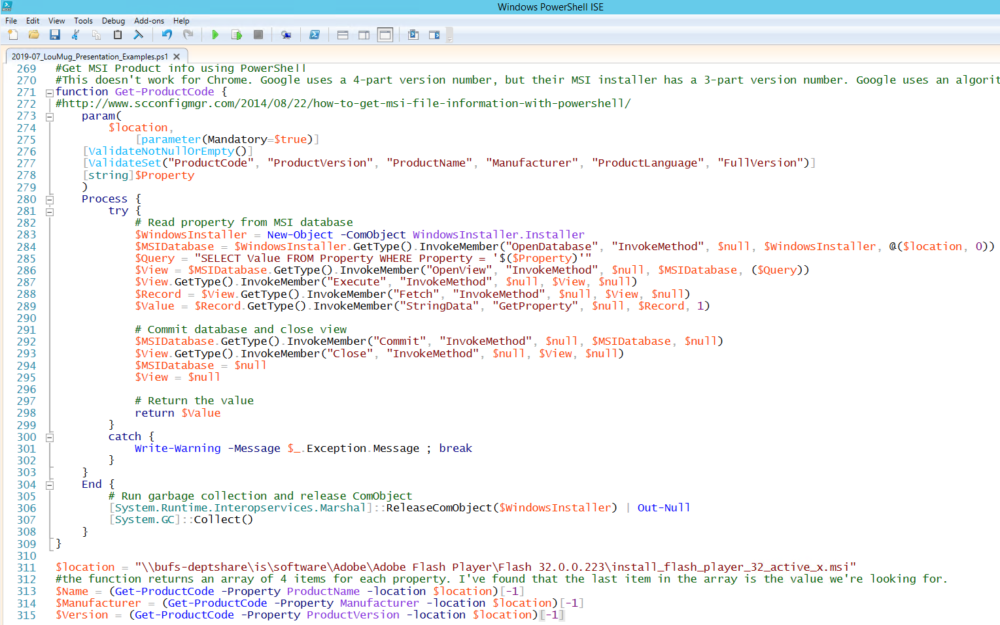 Windows PowerShell ISE
File Edit View Tools Debug Add-ons Help
2019-07_LouMug_Presentation_Examples.ps1
269 #Get MSI Product info using PowerShell
270 #This doesn't work for Chrome. Google uses a 4-part version number, but their MSI installer has a 3-part version number. Google uses an algorit
271 function Get-ProductCode {
272 #http://www.scconfigmgr.com/2014/08/22/how-to-get-msi-file-information-with-powershell/
273 param(
274 $location,
275 [parameter(Mandatory=$true)]
276 [ValidateNotNullOrEmpty()]
277 [ValidateSet("ProductCode", "ProductVersion", "ProductName", "Manufacturer", "ProductLanguage", "FullVersion")]
278 [string]$Property
279 )
280 Process {
281 try {
282 # Read property from MSI database
283 $WindowsInstaller = New-Object -ComObject WindowsInstaller.Installer
284 $MSIDatabase = $WindowsInstaller.GetType().InvokeMember("OpenDatabase", "InvokeMethod", $null, $WindowsInstaller, @($location, 0))
285 $Query = "SELECT Value FROM Property WHERE Property = '$($Property)'"
286 $View = $MSIDatabase.GetType().InvokeMember("OpenView", "InvokeMethod", $null, $MSIDatabase, ($Query))
287 $View.GetType().InvokeMember("Execute", "InvokeMethod", $null, $View, $null)
288 $Record = $View.GetType().InvokeMember("Fetch", "InvokeMethod", $null, $View, $null)
289 $Value = $Record.GetType().InvokeMember("StringData", "GetProperty", $null, $Record, 1)
290
291 # Commit database and close view
292 $MSIDatabase.GetType().InvokeMember("Commit", "InvokeMethod", $null, $MSIDatabase, $null)
293 $View.GetType().InvokeMember("Close", "InvokeMethod", $null, $View, $null)
294 $MSIDatabase = $null
295 $View = $null
296
297 # Return the value
298 return $Value
299 }
300 catch {
301 Write-Warning -Message $_.Exception.Message ; break
302 }
303 }
304 End {
305 # Run garbage collection and release ComObject
306 [System.Runtime.Interopservices.Marshal]::ReleaseComObject($WindowsInstaller) | Out-Null
307 [System.GC]::Collect()
308 }
309 }
310
311 $location = "\\bufs-deptshare\is\software\Adobe\Adobe Flash Player\Flash 32.0.0.223\install_flash_player_32_active_x.msi"
312 #the function returns an array of 4 items for each property. I've found that the last item in the array is the value we're looking for.
313 $Name = (Get-ProductCode -Property ProductName -location $location)[-1]
314 $Manufacturer = (Get-ProductCode -Property Manufacturer -location $location)[-1]
315 $Version = (Get-ProductCode -Property ProductVersion -location $location)[-1]